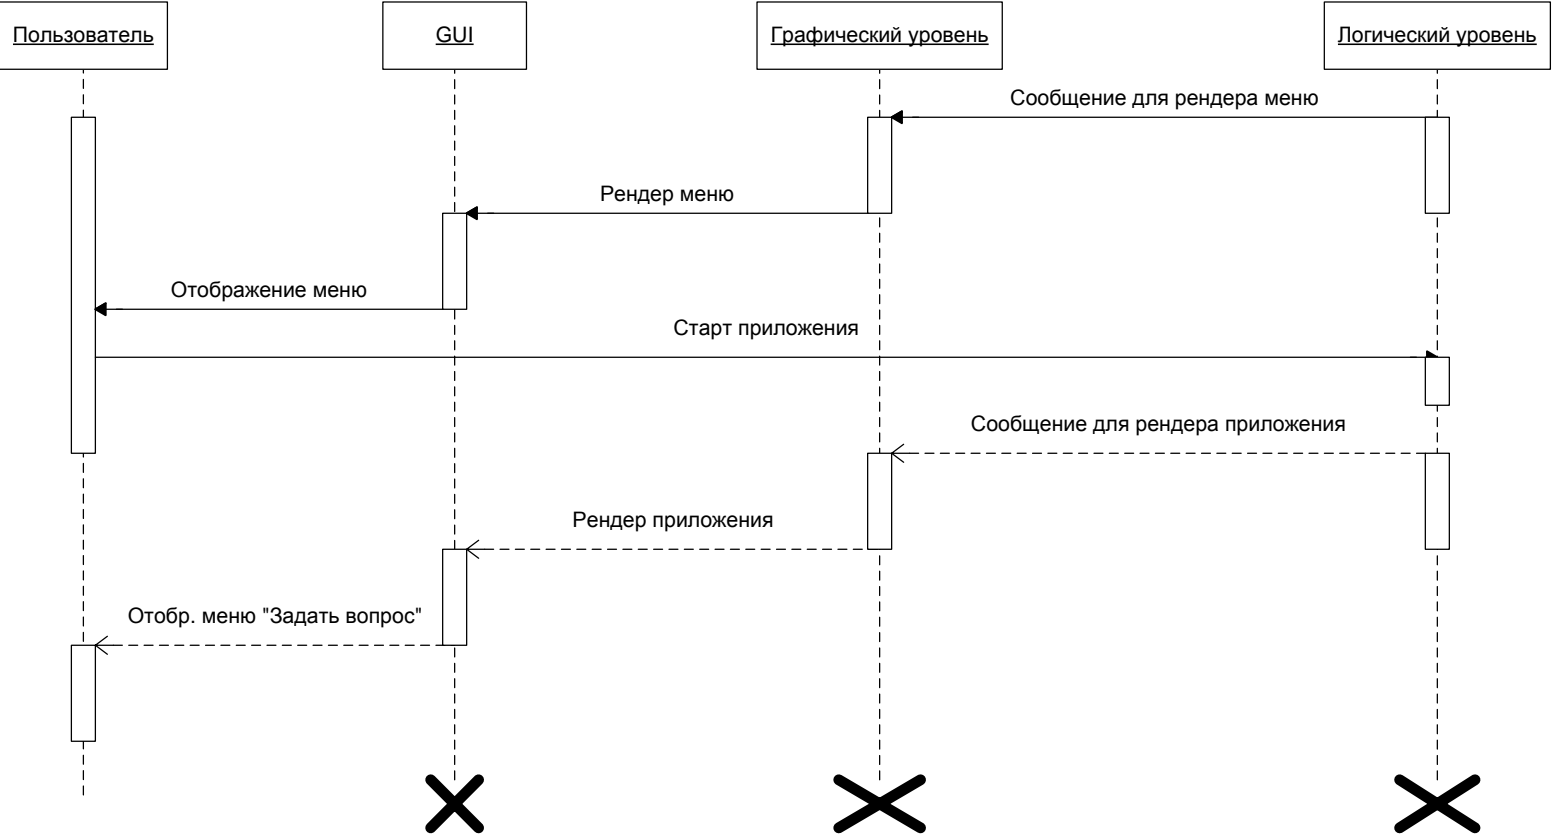 Пользователь
GUI
Графический уровень
Логический уровень
Сообщение для рендера меню
Рендер меню
Отображение меню
Старт приложения
Сообщение для рендера приложения
Рендер приложения
Отобр. меню "Задать вопрос"